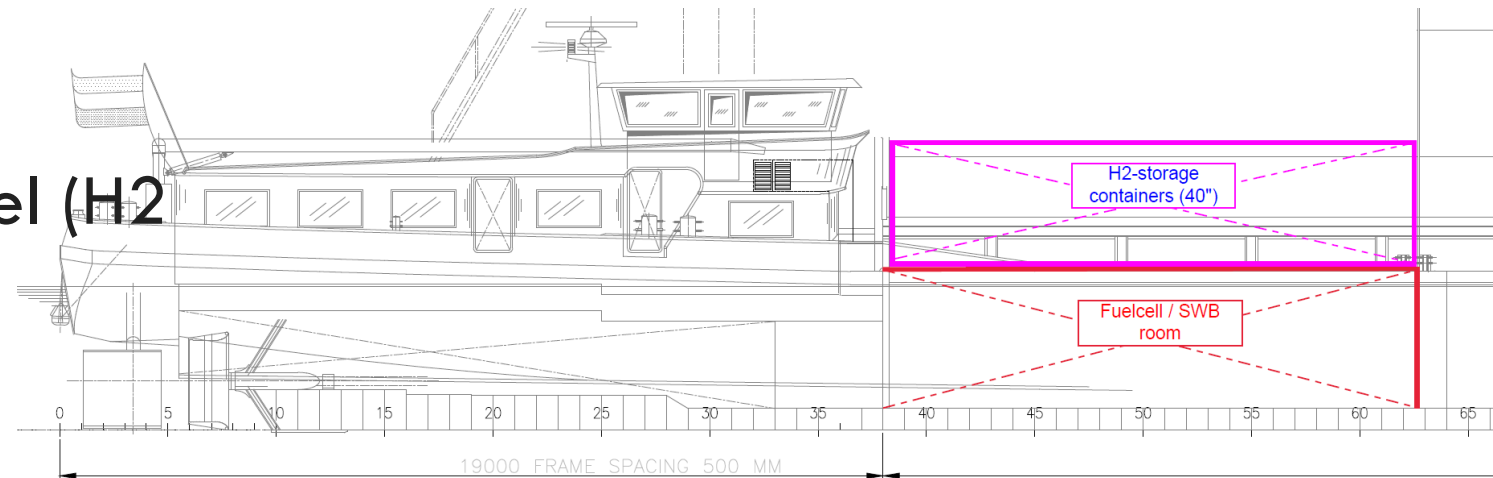 el (H2
H2-storage
containers (40")
Fuelcell / SWB
room
0 5 10 15 20 25 30 35 40 45 50 55 60 65
19000 FRAME SPACING 500 MM